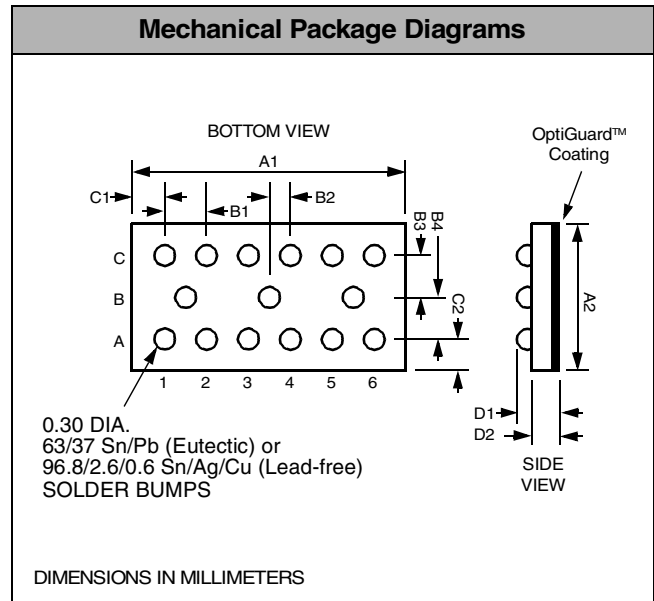 Mechanical Package Diagrams
BOTTOM VIEW
OptiGuard™
Coating
A1
C1
B1
B2
B3
B4
C
B
A
C2
A2
1 2 3 4 5 6
D1
D2
SIDE
VIEW
0.30 DIA.
63/37 Sn/Pb (Eutectic) or
96.8/2.6/0.6 Sn/Ag/Cu (Lead-free)
SOLDER BUMPS
DIMENSIONS IN MILLIMETERS